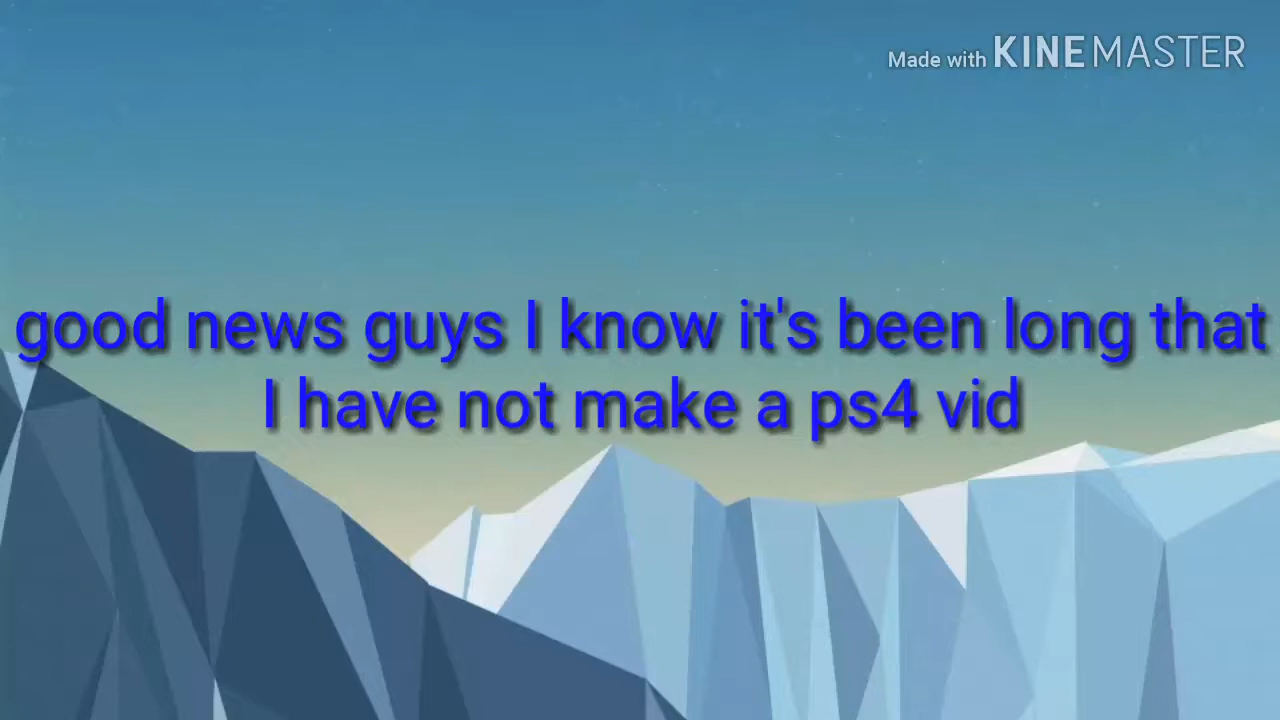 Made with KINEMASTER
good news guys I know it's been long that
I have not make a ps4 vid